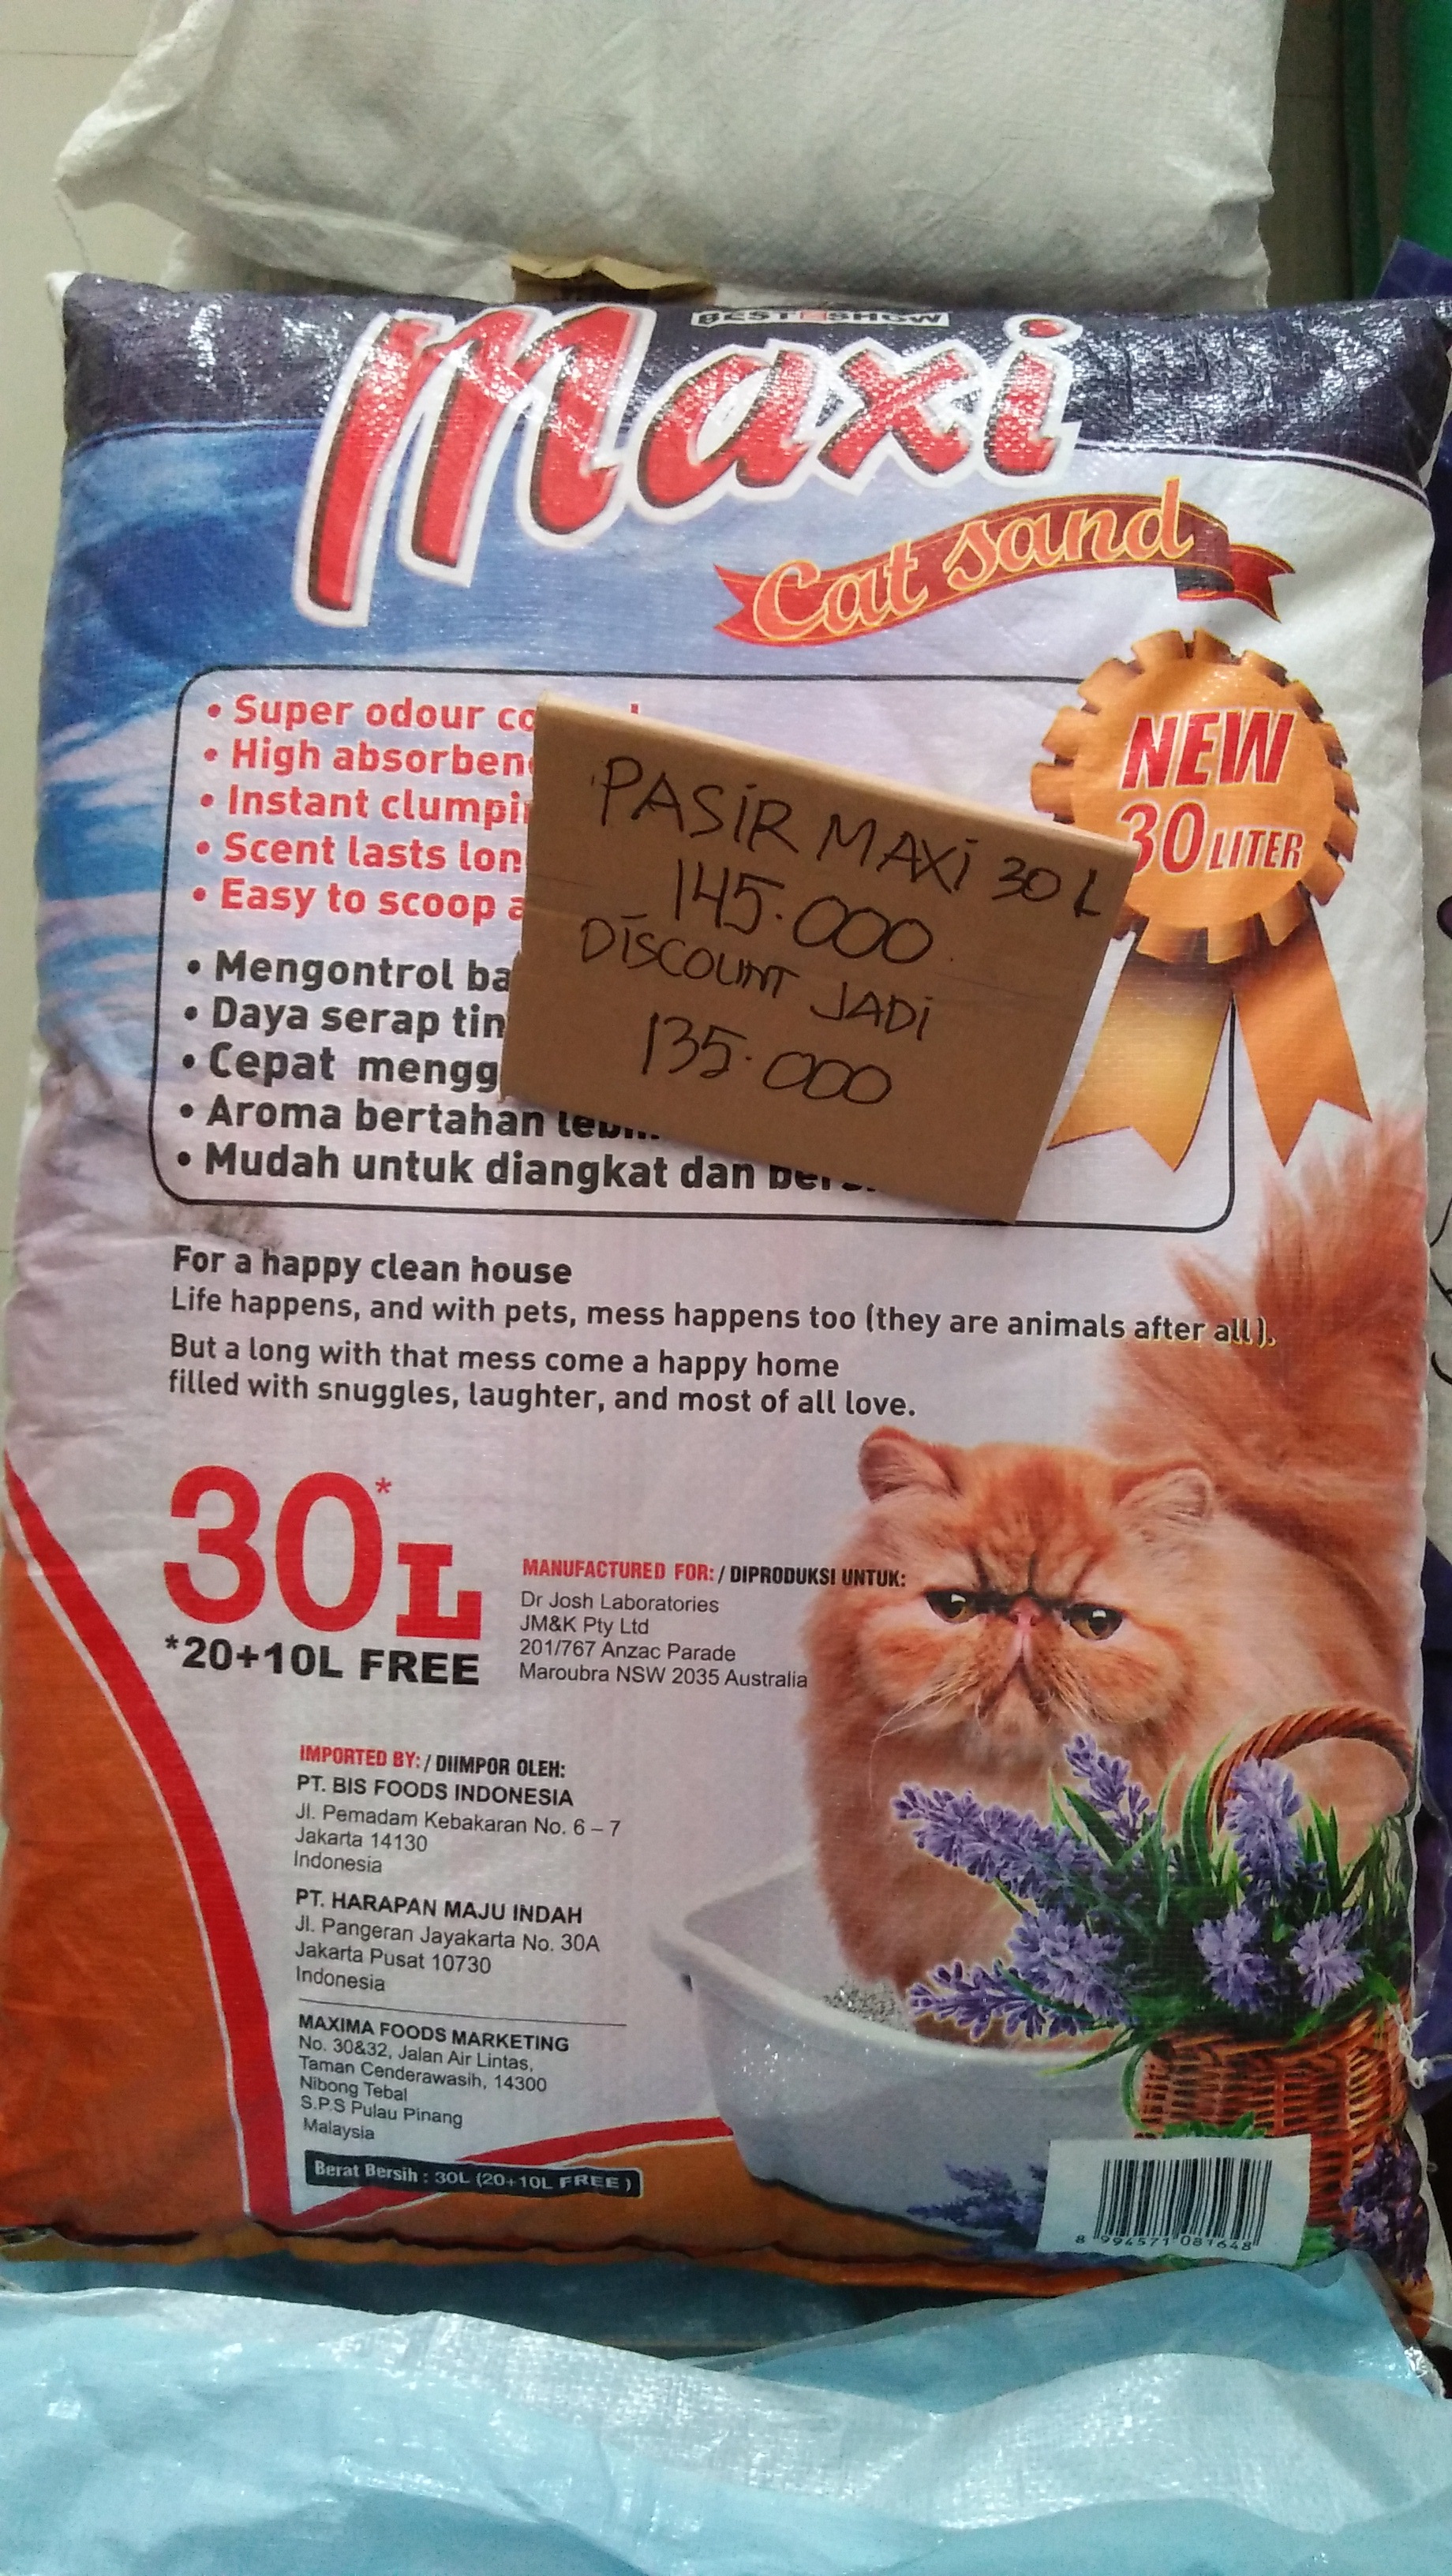 BEST IN SHOW
Maxi
Cat sand
NEW
30 LITER
• Super odour
• High
• Instant
• Scent lasts
• Easy to scoop
• Mengontrol
• Daya serap
• Cepat
• Aroma bertahan
• Mudah untuk diangkat dan
PASIR MAXI 30 L
145.000
DISCOUNT JADI
135.000
For a happy clean house
Life happens, and with pets, mess happens too (they are animals after all).
But a long with that mess come a happy home
filled with snuggles, laughter, and most of all love.
30L*
*20+10L FREE
MANUFACTURED FOR: / DIPRODUKSI UNTUK:
Dr Josh Laboratories
JM&K Pty Ltd
201/767 Anzac Parade
Maroubra NSW 2035 Australia
IMPORTED BY: / DIIMPOR OLEH:
PT. BIS FOODS INDONESIA
Jl. Pemadam Kebakaran No. 6 – 7
Jakarta 14130
Indonesia
PT. HARAPAN MAJU INDAH
Jl. Pangeran Jayakarta No. 30A
Jakarta Pusat 10730
Indonesia
MAXIMA FOODS MARKETING
No. 30&32, Jalan Air Lintas,
Taman Cenderawasih, 14300
Nibong Tebal
S.P.S Pulau Pinang
Malaysia
Berat Bersih : 30L (20+10L FREE )
8 994571 081648